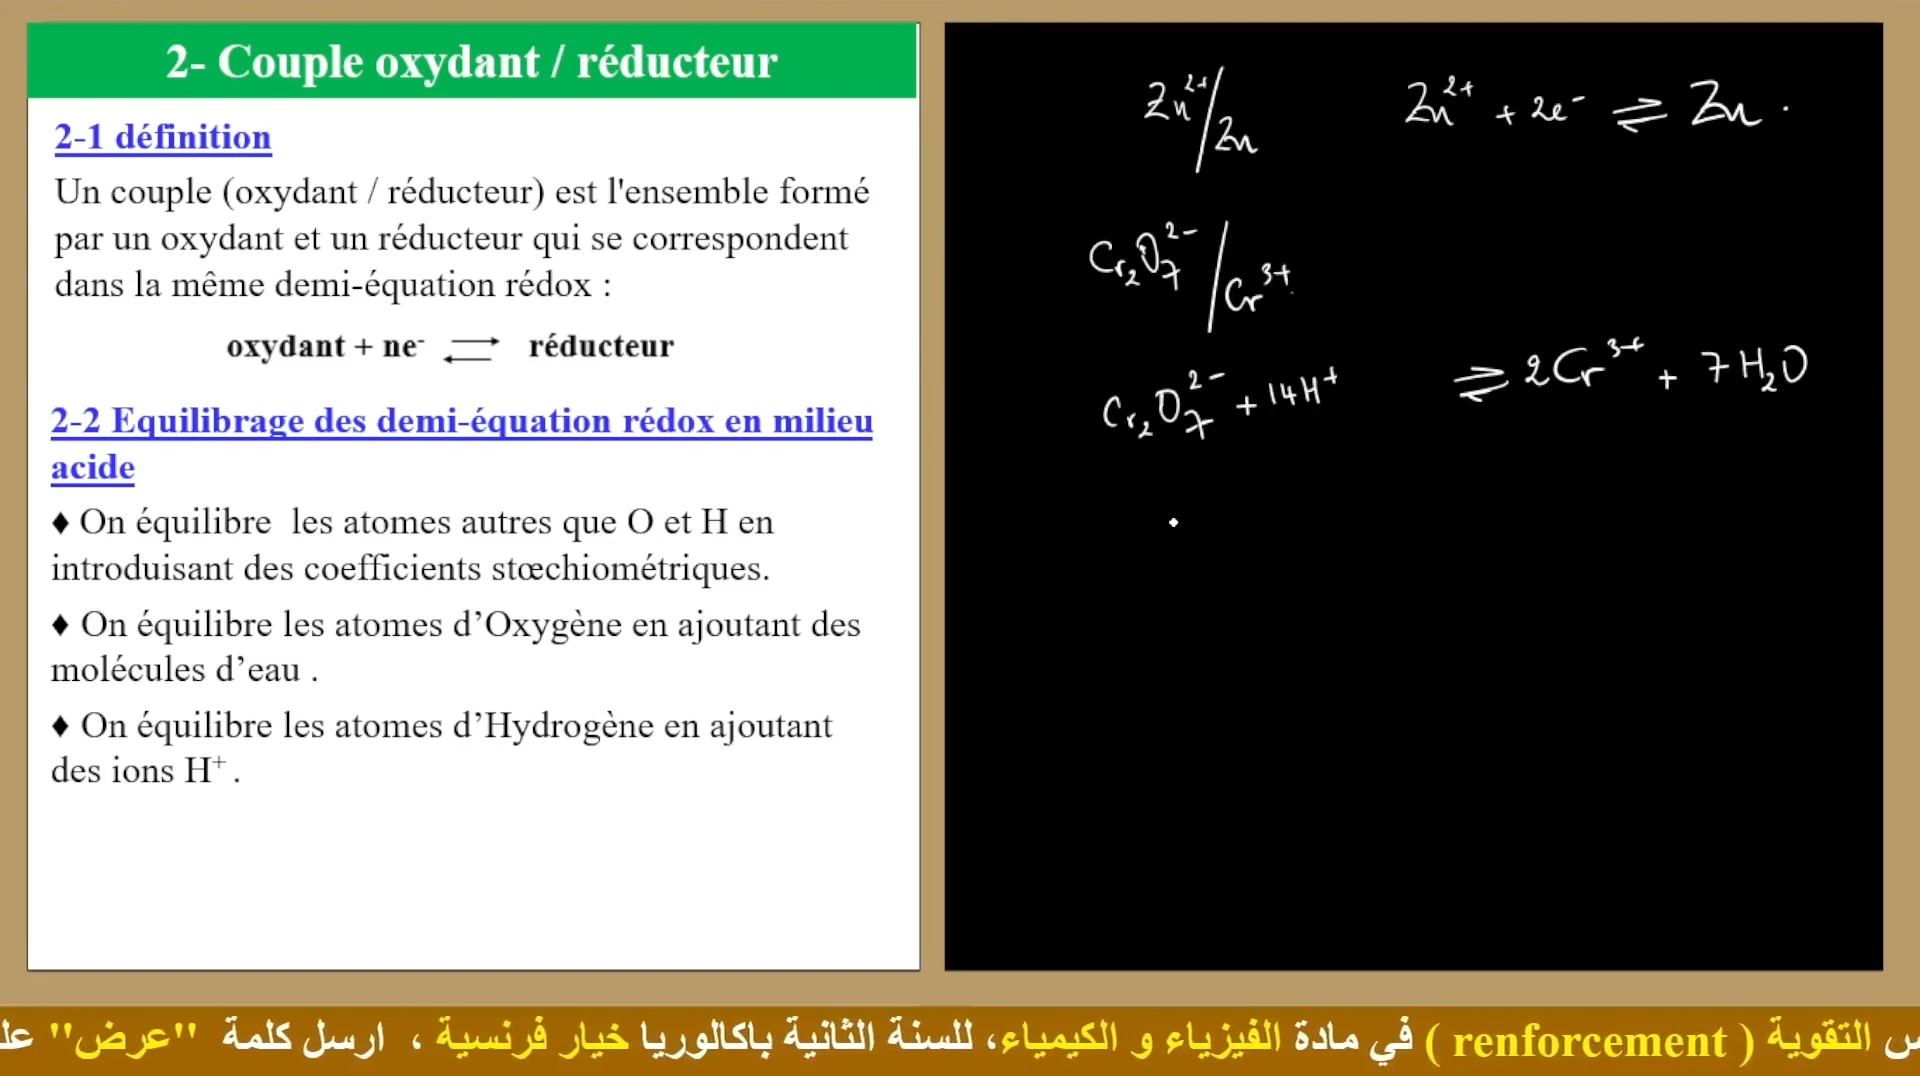 2- Couple oxydant / réducteur
2-1 définition
Un couple (oxydant / réducteur) est l'ensemble formé
par un oxydant et un réducteur qui se correspondent
dans la même demi-équation rédox :
oxydant + ne⁻ ⇌ réducteur
2-2 Equilibrage des demi-équation rédox en milieu
acide
♦ On équilibre les atomes autres que O et H en
introduisant des coefficients stœchiométriques.
♦ On équilibre les atomes d’Oxygène en ajoutant des
molécules d’eau .
♦ On équilibre les atomes d’Hydrogène en ajoutant
des ions H⁺ .
Zn²⁺/Zn
Zn²⁺ + 2e⁻ ⇌ Zn .
Cr₂O₇²⁻/Cr³⁺
Cr₂O₇²⁻ + 14H⁺ ⇌ 2Cr³⁺ + 7H₂O
التقوية ( renforcement ) في مادة الفيزياء و الكيمياء، للسنة الثانية باكالوريا خيار فرنسية ، ارسل كلمة "عرض"